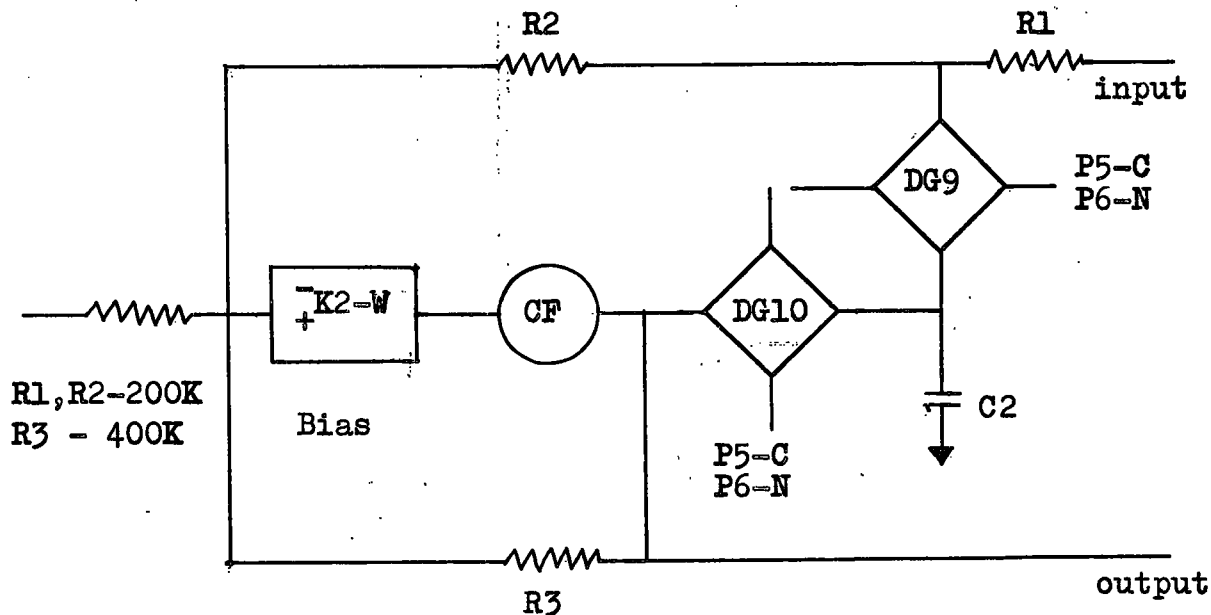 R2
R1
input
DG9
P5-C
P6-N
-
K2-W
+
CF
DG10
R1,R2-200K
R3 - 400K
Bias
C2
P5-C
P6-N
R3
output